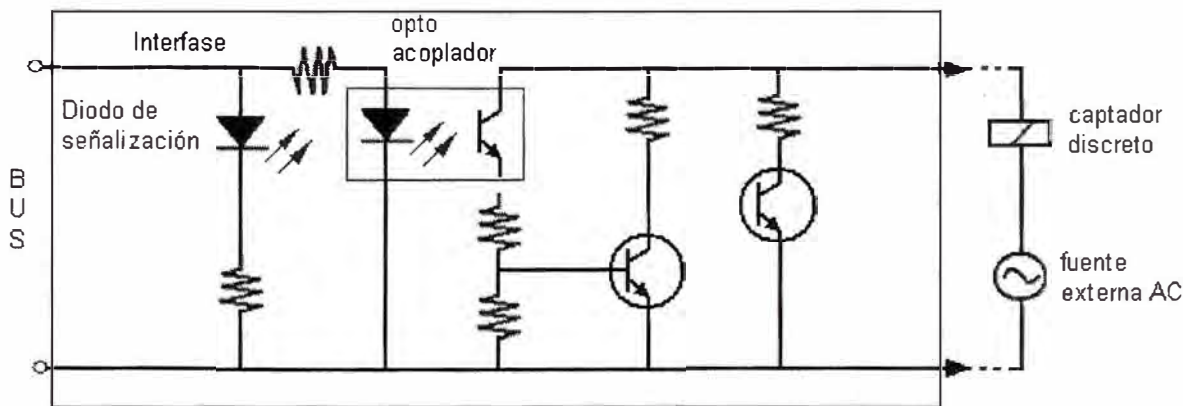 Interfase
opto
acoplador
Diodo de
señalización
B
U
S
captador
discreto
fuente
externa AC